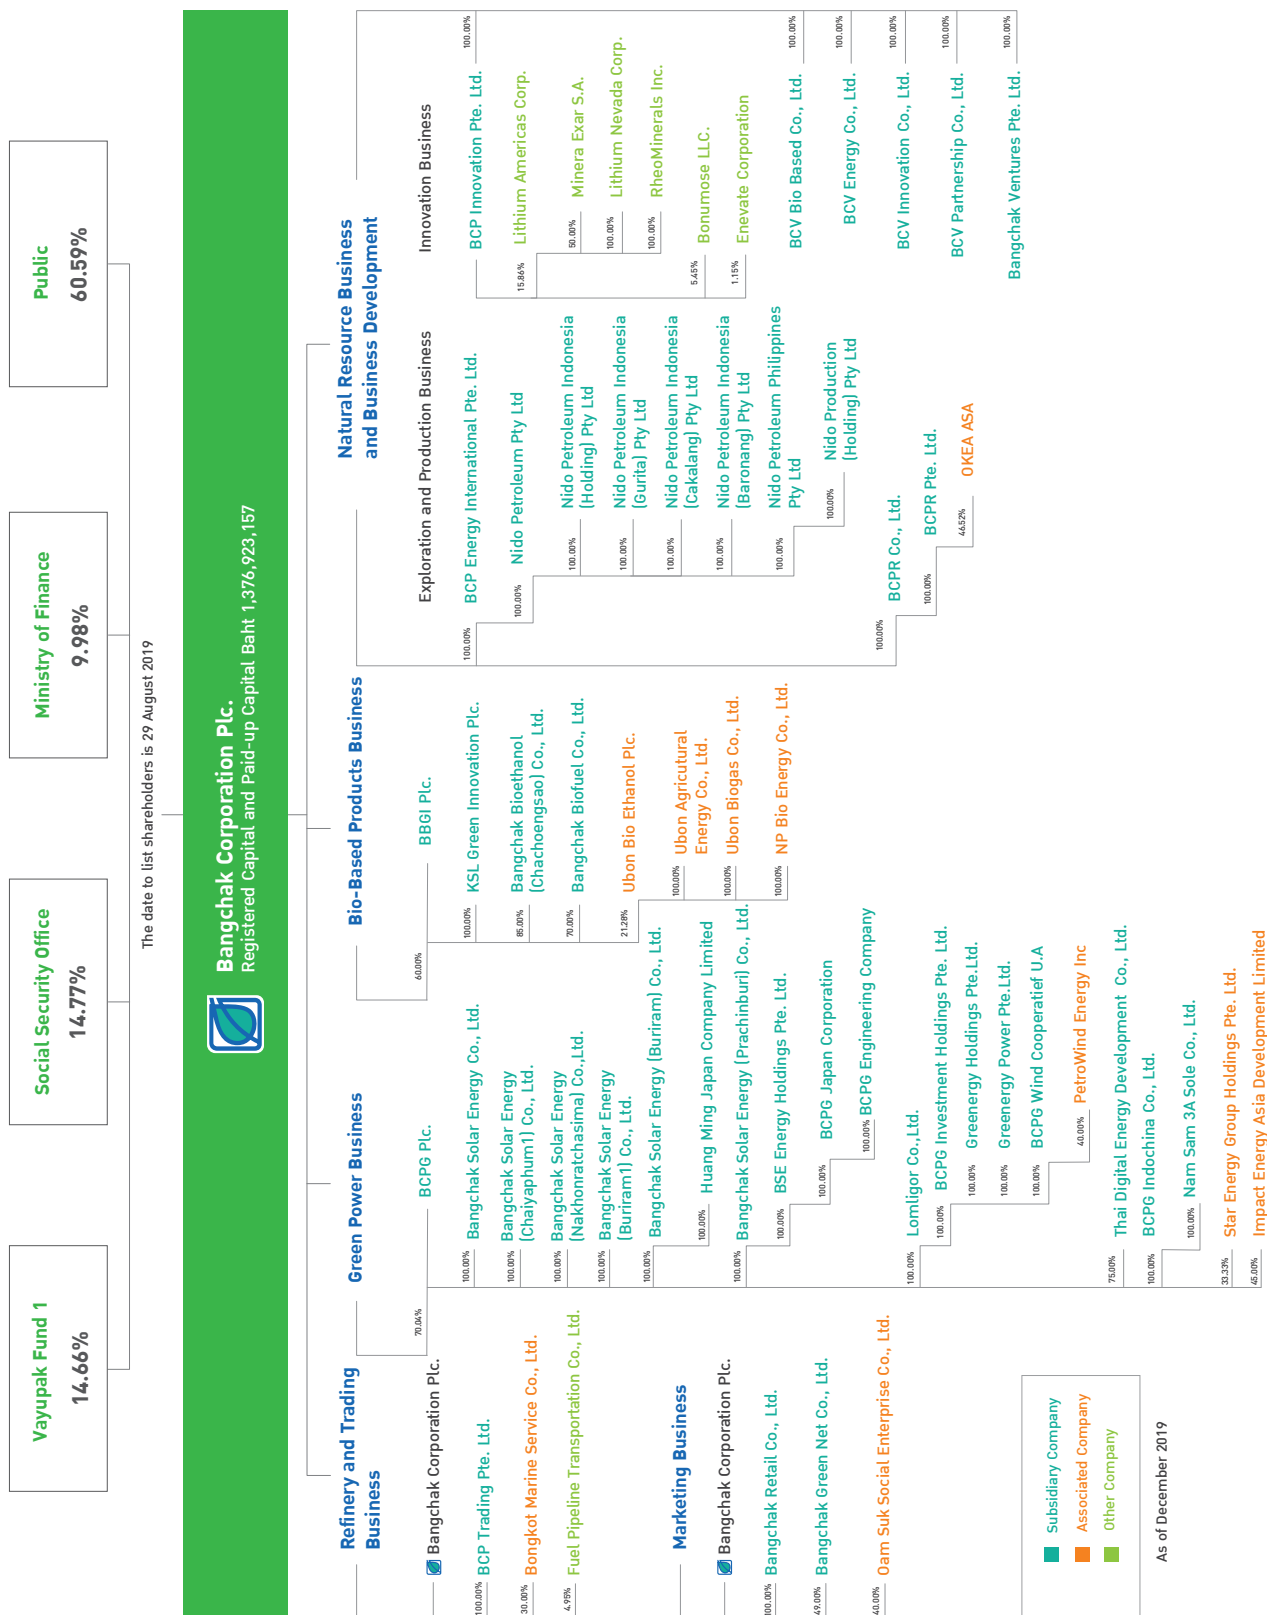 Vayupak Fund 1
14.66%
Social Security Office
14.77%
Ministry of Finance
9.98%
Public
60.59%
The date to list shareholders is 29 August 2019
Bangchak Corporation Plc.
Registered Capital and Paid-up Capital Baht 1,376,923,157
Refinery and Trading
Business
Bangchak Corporation Plc.
100.00%
BCP Trading Pte. Ltd.
30.00%
Bongkot Marine Service Co., Ltd.
4.95%
Fuel Pipeline Transportation Co., Ltd.
Marketing Business
Bangchak Corporation Plc.
100.00%
Bangchak Retail Co., Ltd.
49.00%
Bangchak Green Net Co., Ltd.
40.00%
Oam Suk Social Enterprise Co., Ltd.
Green Power Business
70.04%
BCPG Plc.
100.00%
Bangchak Solar Energy Co., Ltd.
100.00%
Bangchak Solar Energy
(Chaiyaphum1) Co., Ltd.
100.00%
Bangchak Solar Energy
(Nakhonratchasima) Co.,Ltd.
100.00%
Bangchak Solar Energy
(Buriram1) Co., Ltd.
100.00%
Bangchak Solar Energy (Buriram) Co., Ltd.
100.00%
Huang Ming Japan Company Limited
100.00%
Bangchak Solar Energy (Prachinburi) Co., Ltd.
100.00%
BSE Energy Holdings Pte. Ltd.
100.00%
BCPG Japan Corporation
100.00%
BCPG Engineering Company
100.00%
Lomligor Co.,Ltd.
100.00%
BCPG Investment Holdings Pte. Ltd.
100.00%
Greenergy Holdings Pte.Ltd.
100.00%
Greenergy Power Pte.Ltd.
100.00%
BCPG Wind Cooperatief U.A
40.00%
PetroWind Energy Inc
75.00%
Thai Digital Energy Development Co., Ltd.
100.00%
BCPG Indochina Co., Ltd.
100.00%
Nam San 3A Sole Co., Ltd.
33.33%
Star Energy Group Holdings Pte. Ltd.
45.00%
Impact Energy Asia Development Limited
Bio-Based Products Business
60.00%
BBGI Plc.
100.00%
KSL Green Innovation Plc.
85.00%
Bangchak Bioethanol
(Chachoengsao) Co., Ltd.
70.00%
Bangchak Biofuel Co., Ltd.
21.28%
Ubon Bio Ethanol Plc.
100.00%
Ubon Agricutural
Energy Co., Ltd.
100.00%
Ubon Biogas Co., Ltd.
100.00%
NP Bio Energy Co., Ltd.
Natural Resource Business
and Business Development
Exploration and Production Business
100.00%
BCP Energy International Pte. Ltd.
100.00%
Nido Petroleum Pty Ltd
100.00%
Nido Petroleum Indonesia
(Holding) Pty Ltd
100.00%
Nido Petroleum Indonesia
(Gurita) Pty Ltd
100.00%
Nido Petroleum Indonesia
(Cakalang) Pty Ltd
100.00%
Nido Petroleum Indonesia
(Baronang) Pty Ltd
100.00%
Nido Petroleum Philippines
Pty Ltd
100.00%
Nido Production
(Holding) Pty Ltd
100.00%
BCPR Co., Ltd.
100.00%
BCPR Pte. Ltd.
46.52%
OKEA ASA
Innovation Business
BCP Innovation Pte. Ltd.
100.00%
15.86%
Lithium Americas Corp.
50.00%
Minera Exar S.A.
100.00%
Lithium Nevada Corp.
100.00%
RheoMinerals Inc.
5.45%
Bonumose LLC.
1.15%
Enevate Corporation
BCV Bio Based Co., Ltd.
100.00%
BCV Energy Co., Ltd.
100.00%
BCV Innovation Co., Ltd.
100.00%
BCV Partnership Co., Ltd.
100.00%
Bangchak Ventures Pte. Ltd.
100.00%
Subsidiary Company
Associated Company
Other Company
As of December 2019